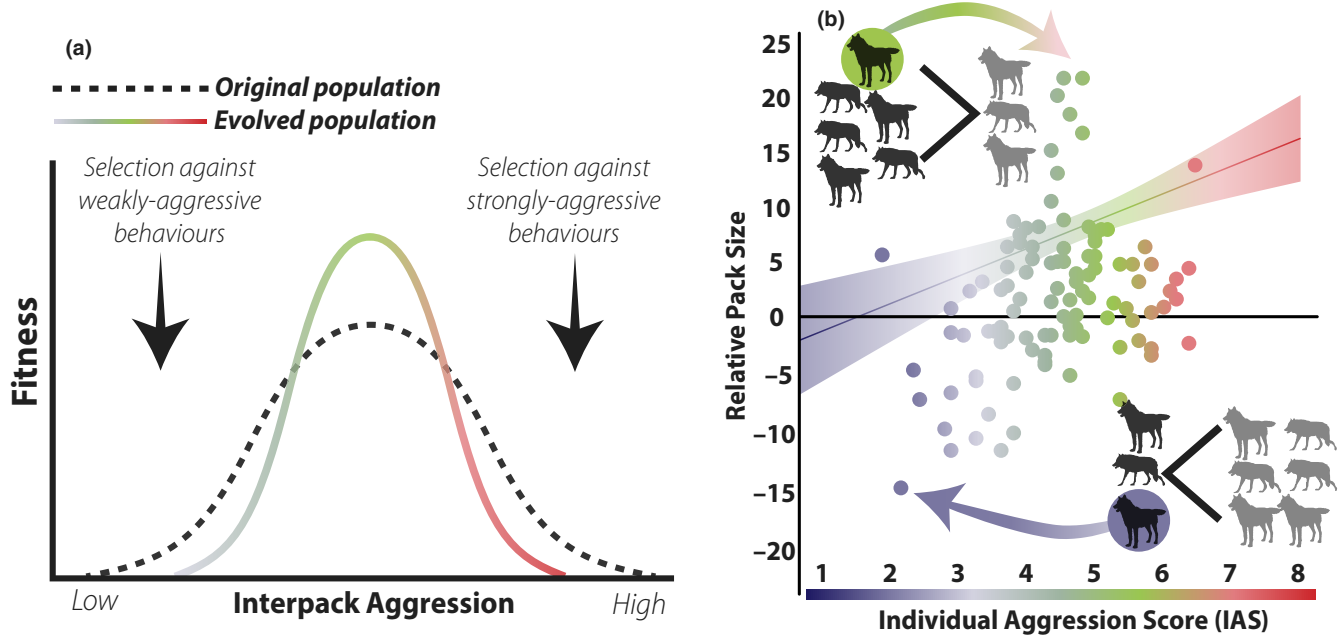 (a)
Original population
Evolved population
Selection against
weakly-aggressive
behaviours
Selection against
strongly-aggressive
behaviours
Fitness
Low
Interpack Aggression
High
(b)
Relative Pack Size
25
20
15
10
5
0
−5
−10
−15
−20
1 2 3 4 5 6 7 8
Individual Aggression Score (IAS)